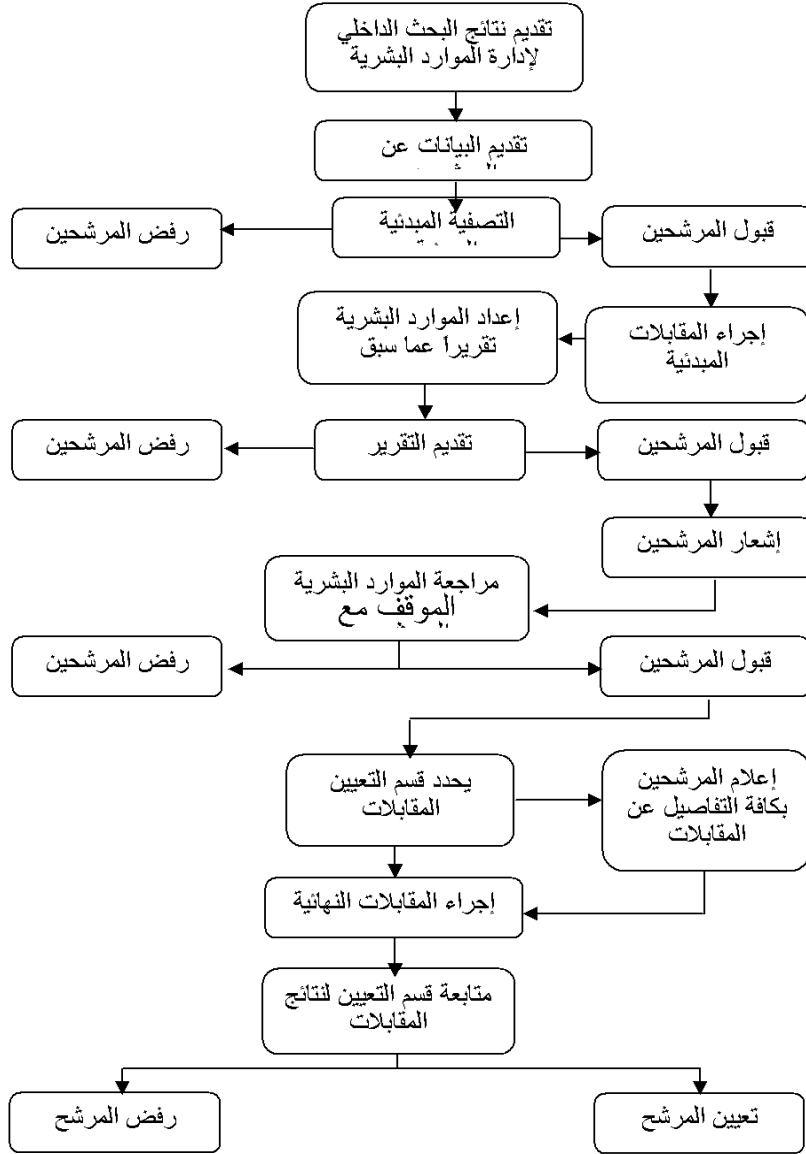 تقديم نتائج البحث الداخلي
لإدارة الموارد البشرية
تقديم البيانات عن
التصفية المبدئية
قبول المرشحين
رفض المرشحين
إجراء المقابلات
المبدئية
إعداد الموارد البشرية
تقريراً عما سبق
تقديم التقرير
قبول المرشحين
رفض المرشحين
إشعار المرشحين
مراجعة الموارد البشرية
الموقف مع
قبول المرشحين
رفض المرشحين
يحدد قسم التعيين
المقابلات
إعلام المرشحين
بكافة التفاصيل عن
المقابلات
إجراء المقابلات النهائية
متابعة قسم التعيين لنتائج
المقابلات
تعيين المرشح
رفض المرشح